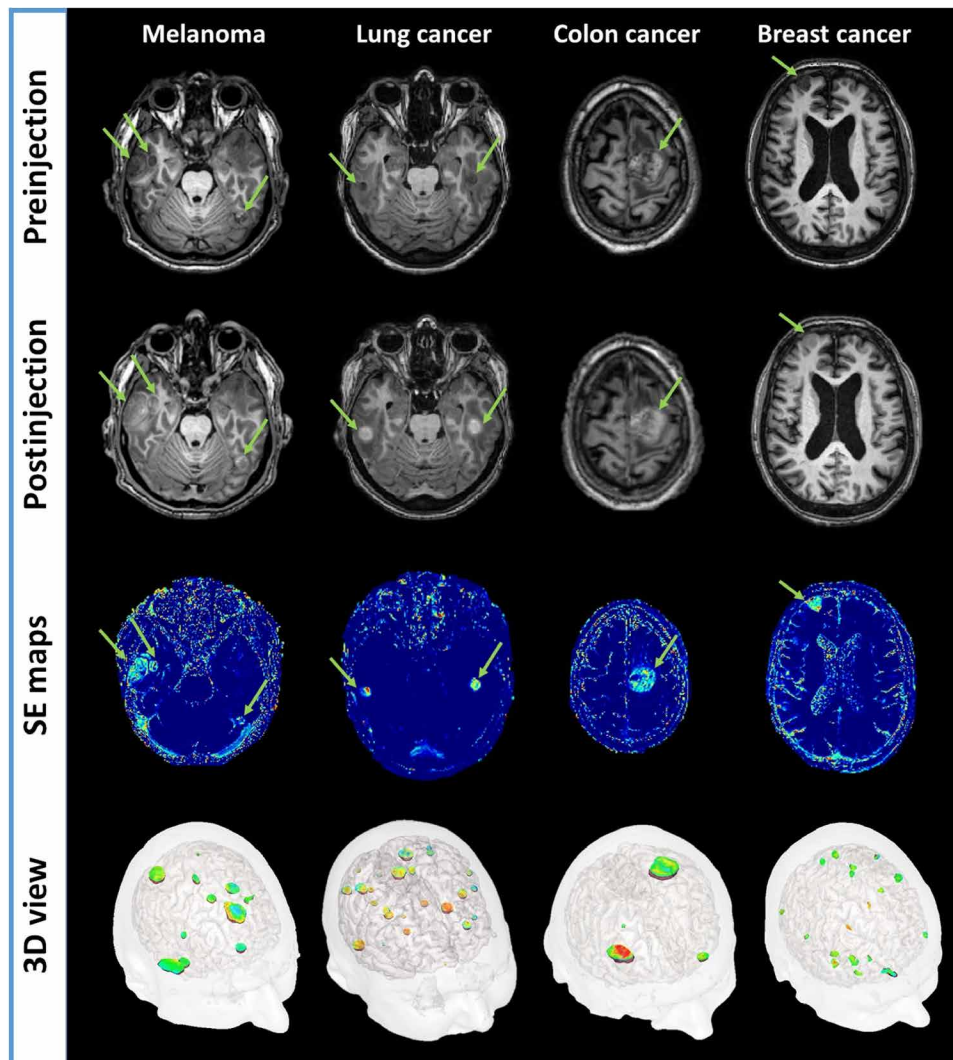 Melanoma Lung cancer Colon cancer Breast cancer
Preinjection
Postinjection
SE maps
3D view